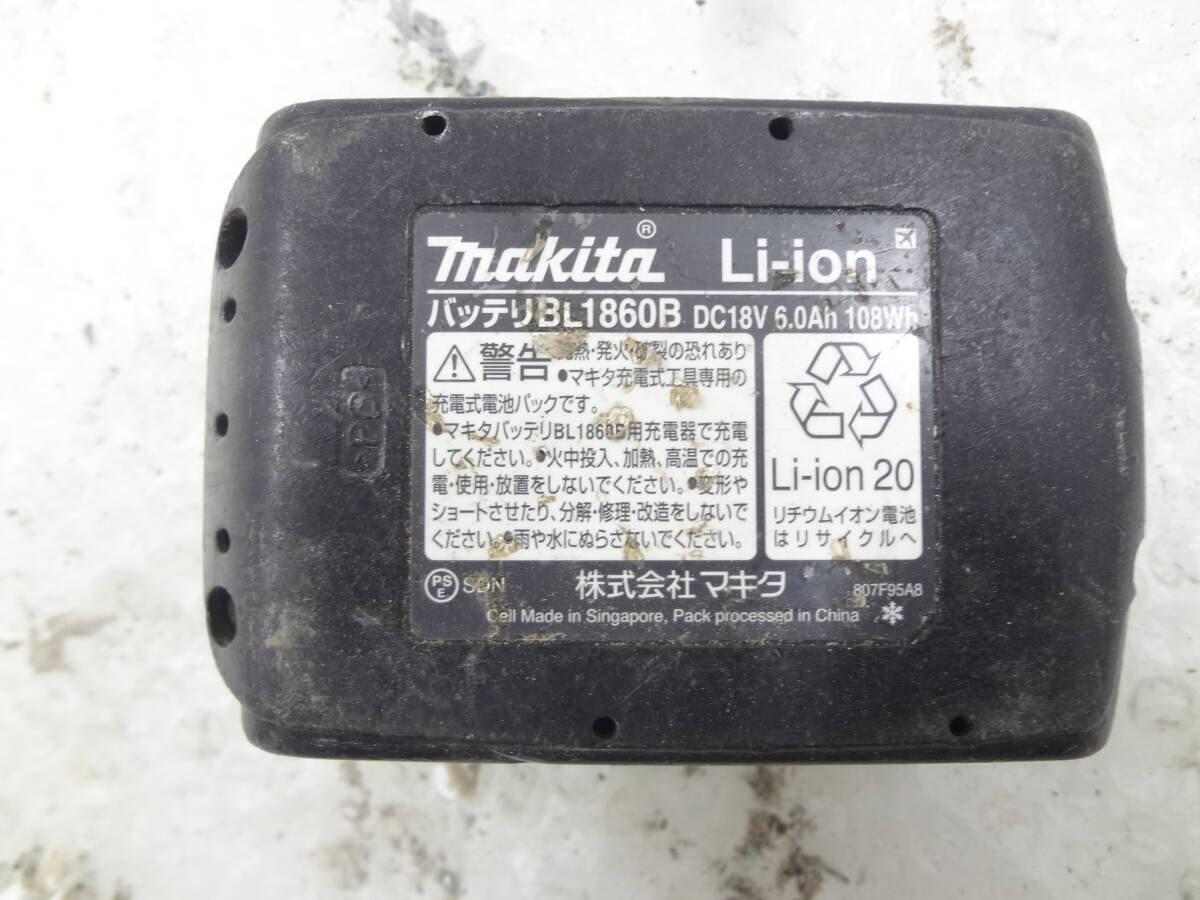 makita® Li-ion
バッテリBL1860B DC18V 6.0Ah 108Wh
警告 ・発火・破裂の恐れあり
●マキタ充電式工具専用の
充電式電池パックです。
●マキタバッテリBL1860B用充電器で充電
してください。●火中投入、加熱、高温での充
電・使用・放置をしないでください。●変形や
ショートさせたり、分解・修理・改造をしないで
ください。●雨や水にぬらさないでください。
Li-ion 20
リチウムイオン電池
はリサイクルへ
PSE SDN 株式会社マキタ 807F95A8
Cell Made in Singapore, Pack processed in China
>PC<